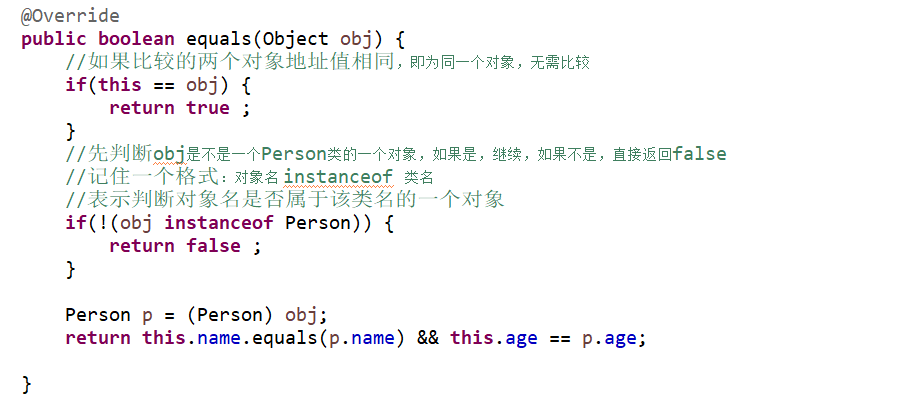 @Override
public boolean equals(Object obj) {
//如果比较的两个对象地址值相同，即为同一个对象，无需比较
if(this == obj) {
return true ;
}
//先判断obj是不是一个Person类的一个对象，如果是，继续，如果不是，直接返回false
//记住一个格式：对象名 instanceof 类名
//表示判断对象名是否属于该类名的一个对象
if(!(obj instanceof Person)) {
return false ;
}
Person p = (Person) obj;
return this.name.equals(p.name) && this.age == p.age;
}